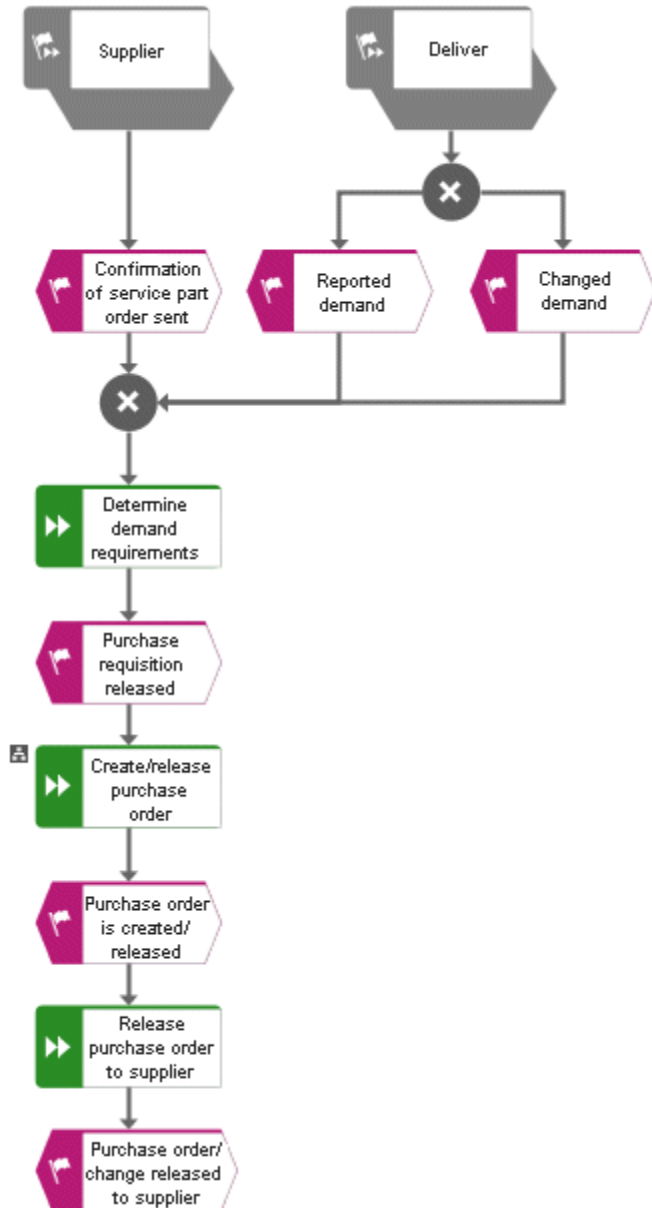 Supplier
Deliver
Confirmation
of service part
order sent
Reported
demand
Changed
demand
Determine
demand
requirements
Purchase
requisition
released
Create/release
purchase
order
Purchase order
is created/
released
Release
purchase order
to supplier
Purchase order/
change released
to supplier